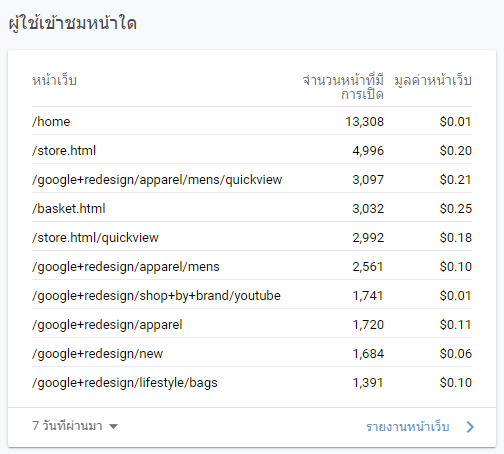 ผู้ใช้เข้าชมหน้าใด
หน้าเว็บ จำนวนหน้าที่มีการเปิด มูลค่าหน้าเว็บ
/home 13,308 $0.01
/store.html 4,996 $0.20
/google+redesign/apparel/mens/quickview 3,097 $0.21
/basket.html 3,032 $0.25
/store.html/quickview 2,992 $0.18
/google+redesign/apparel/mens 2,561 $0.10
/google+redesign/shop+by+brand/youtube 1,741 $0.01
/google+redesign/apparel 1,720 $0.11
/google+redesign/new 1,684 $0.06
/google+redesign/lifestyle/bags 1,391 $0.10
7 วันที่ผ่านมา รายงานหน้าเว็บ